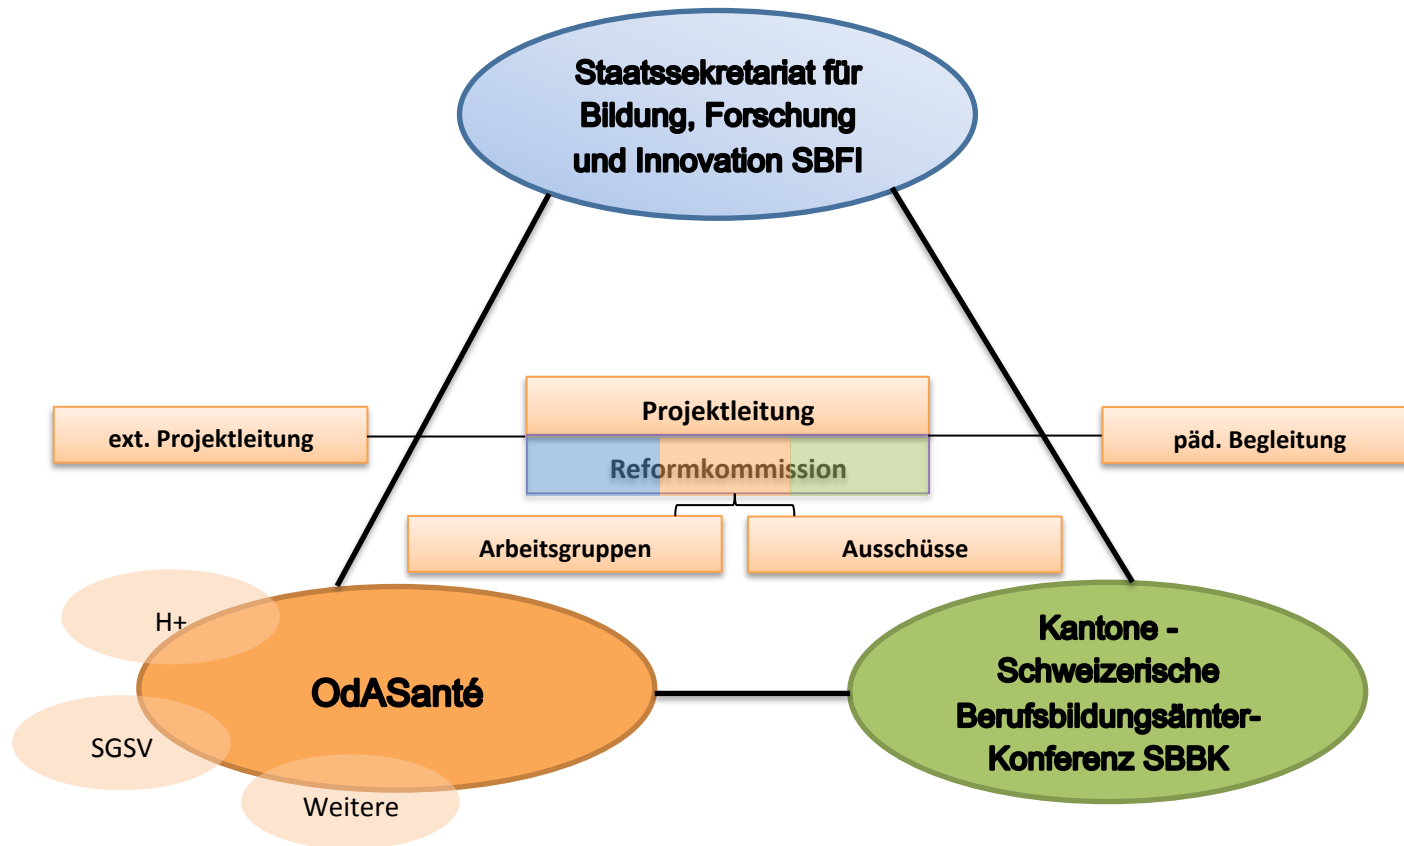 Staatssekretariat für
Bildung, Forschung
und Innovation SBFI
Projektleitung
ext. Projektleitung
päd. Begleitung
Reformkommission
Arbeitsgruppen
Ausschüsse
H+
OdASanté
SGSV
Weitere
Kantone -
Schweizerische
Berufsbildungsämter-
Konferenz SBBK